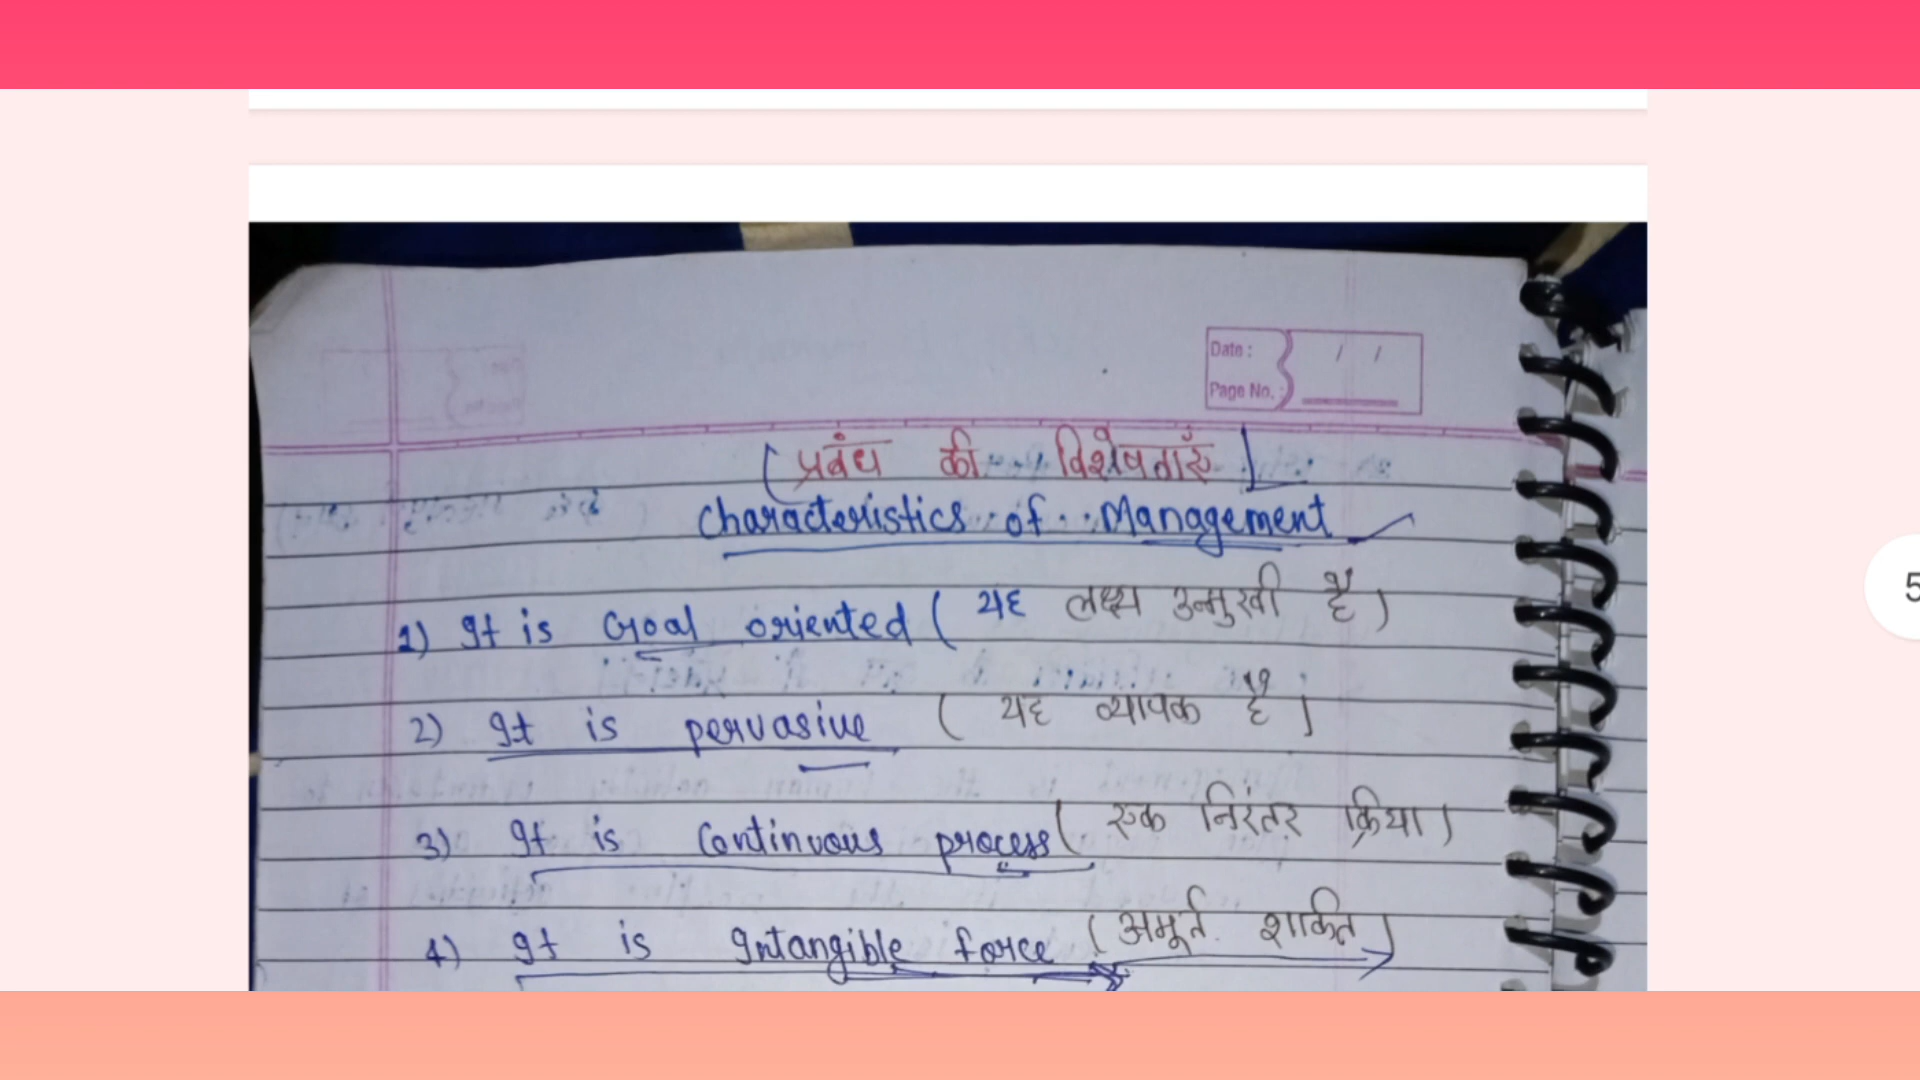 Date : / /
Page No. :
[प्रबंध की विशेषताएँ]
Characteristics of Management
1) It is Goal oriented ( यह लक्ष्य उन्मुखी है )
2) It is pervasive ( यह व्यापक है )
3) It is Continuous process ( एक निरंतर क्रिया )
4) It is Intangible force ( अमूर्त शक्ति )
5